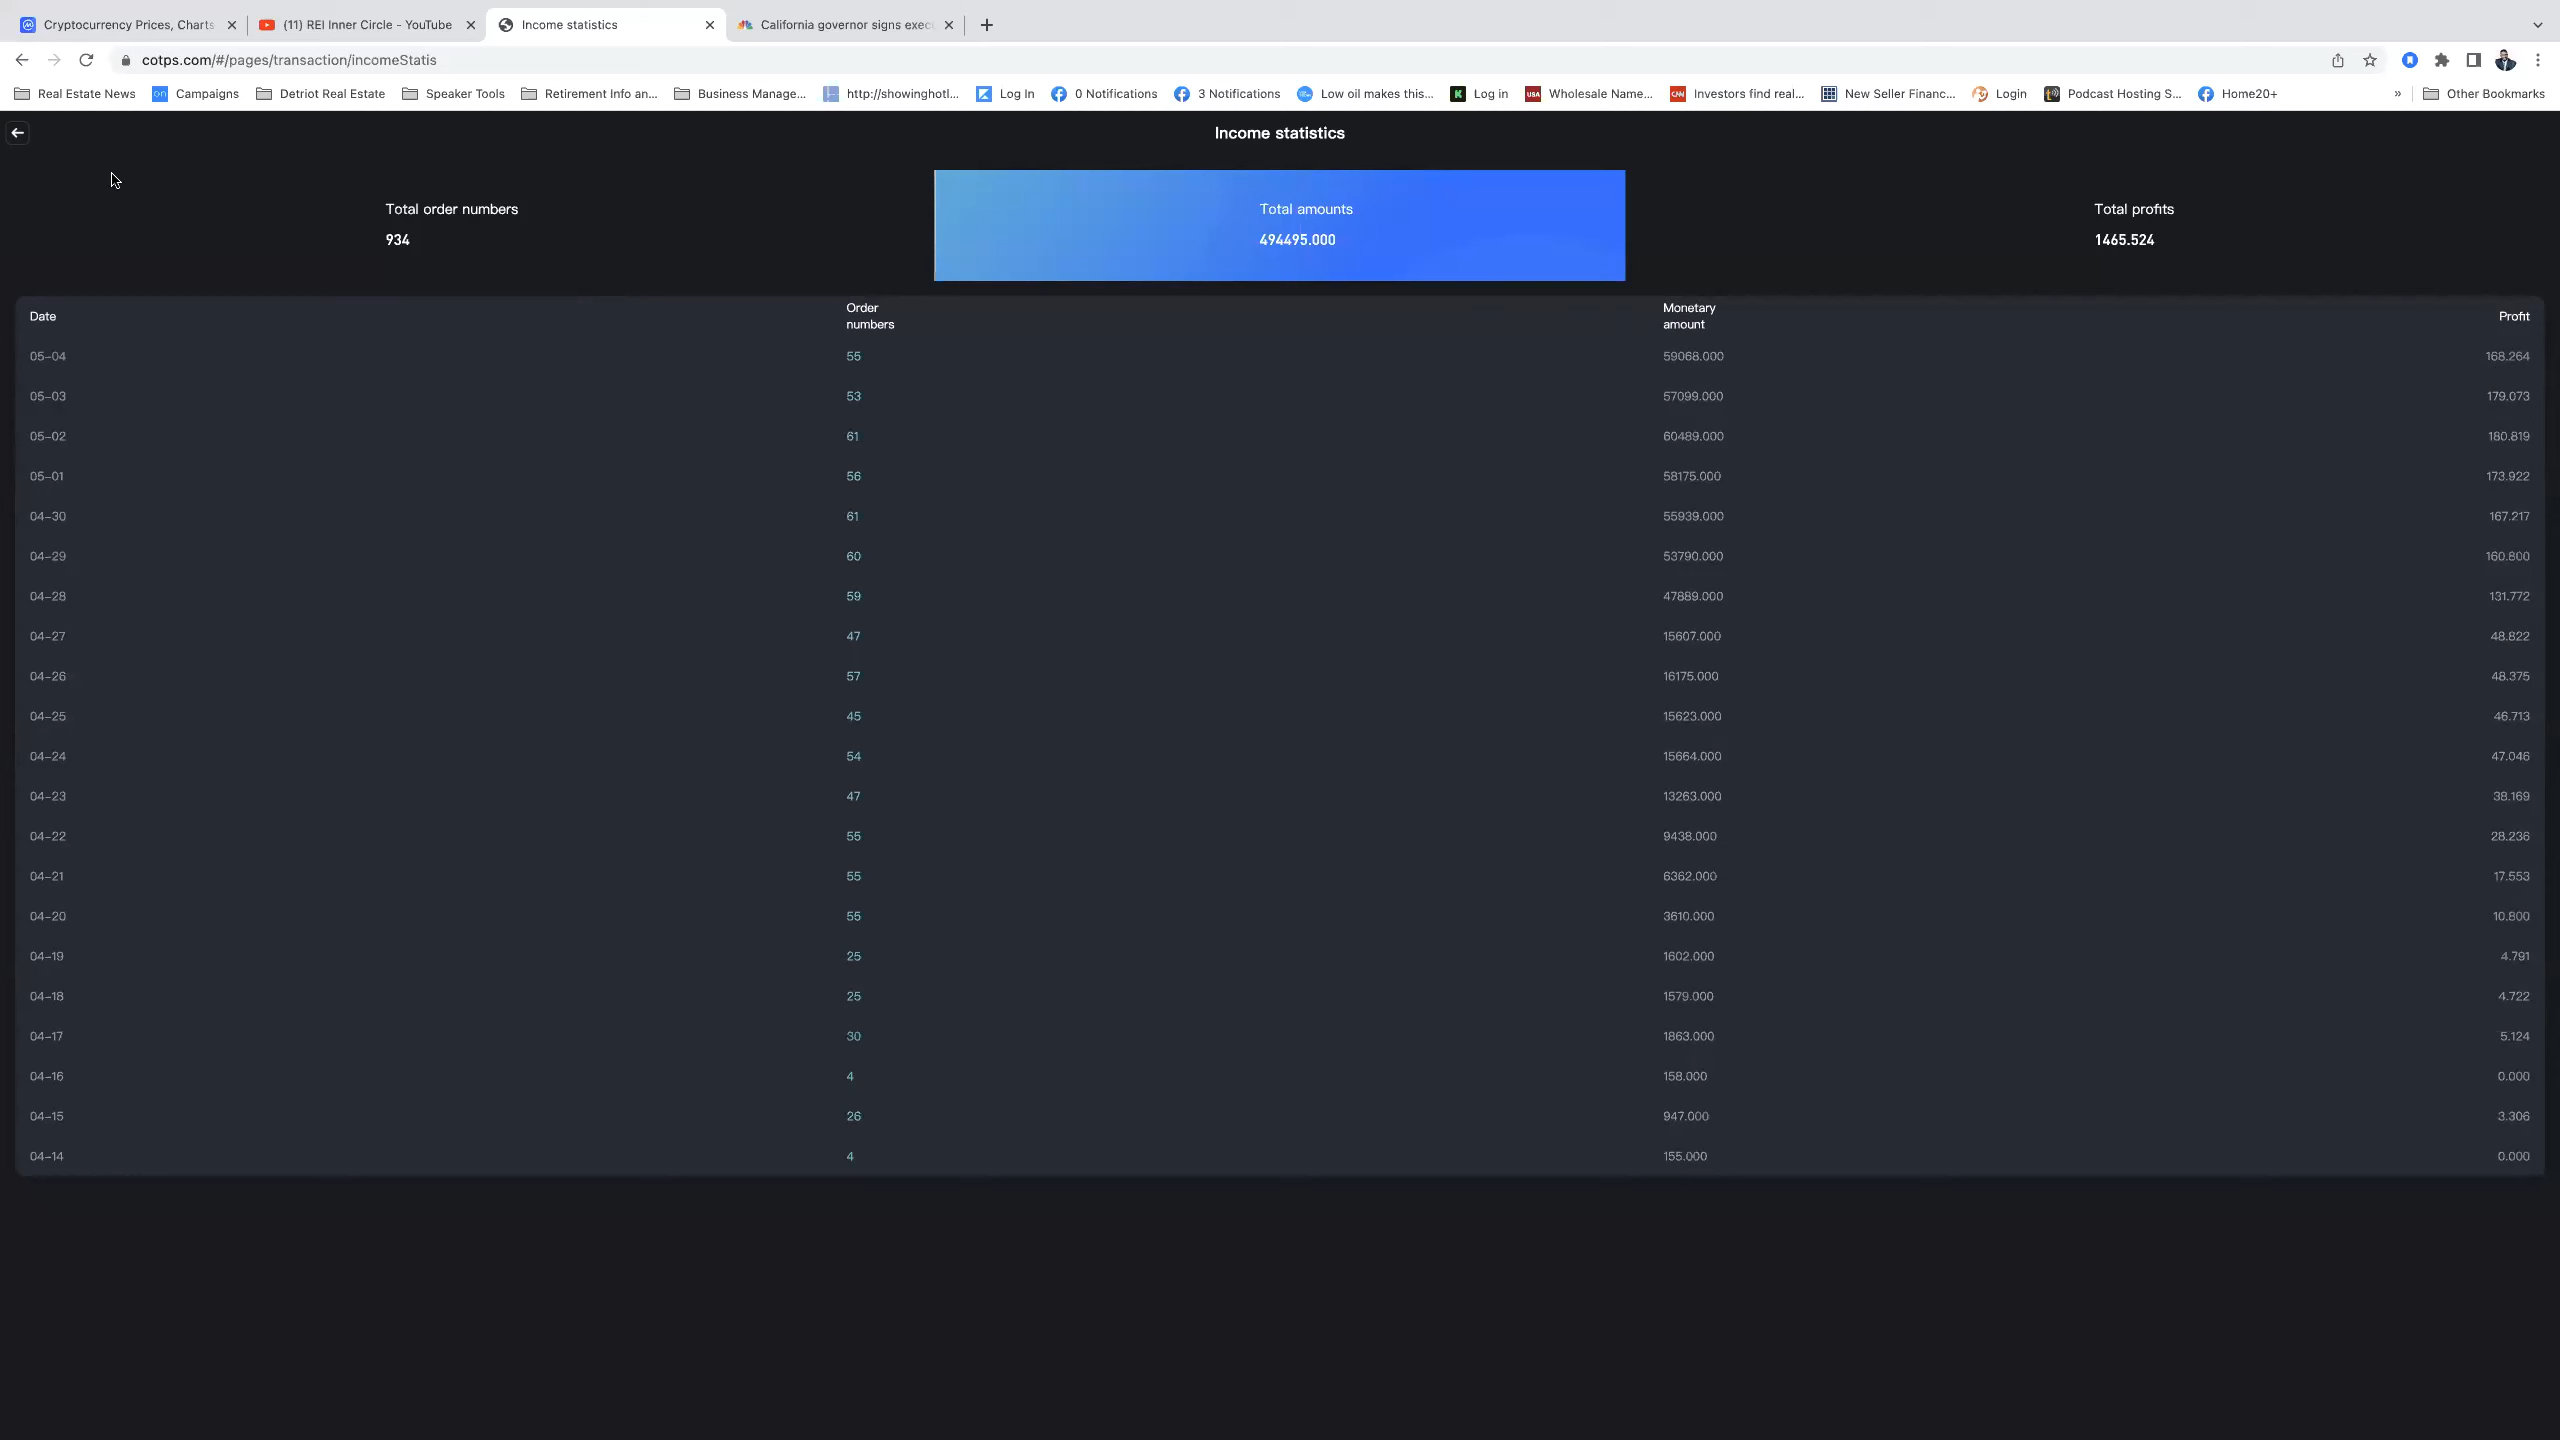 Cryptocurrency Prices, Charts
(11) REI Inner Circle - YouTube
Income statistics
California governor signs exec
cotps.com/#/pages/transaction/incomeStatis
Real Estate News
Campaigns
Detriot Real Estate
Speaker Tools
Retirement Info an...
Business Manage...
http://showinghotl...
Log In
0 Notifications
3 Notifications
Low oil makes this...
Log in
Wholesale Name...
Investors find real...
New Seller Financ...
Login
Podcast Hosting S...
Home20+
»
Other Bookmarks
Income statistics
Total order numbers
934
Total amounts
494495.000
Total profits
1465.524
Date Order numbers Monetary amount Profit
05-04 55 59068.000 168.264
05-03 53 57099.000 179.073
05-02 61 60489.000 180.819
05-01 56 58175.000 173.922
04-30 61 55939.000 167.217
04-29 60 53790.000 160.800
04-28 59 47889.000 131.772
04-27 47 15607.000 48.822
04-26 57 16175.000 48.375
04-25 45 15623.000 46.713
04-24 54 15664.000 47.046
04-23 47 13263.000 38.169
04-22 55 9438.000 28.236
04-21 55 6362.000 17.553
04-20 55 3610.000 10.800
04-19 25 1602.000 4.791
04-18 25 1579.000 4.722
04-17 30 1863.000 5.124
04-16 4 158.000 0.000
04-15 26 947.000 3.306
04-14 4 155.000 0.000